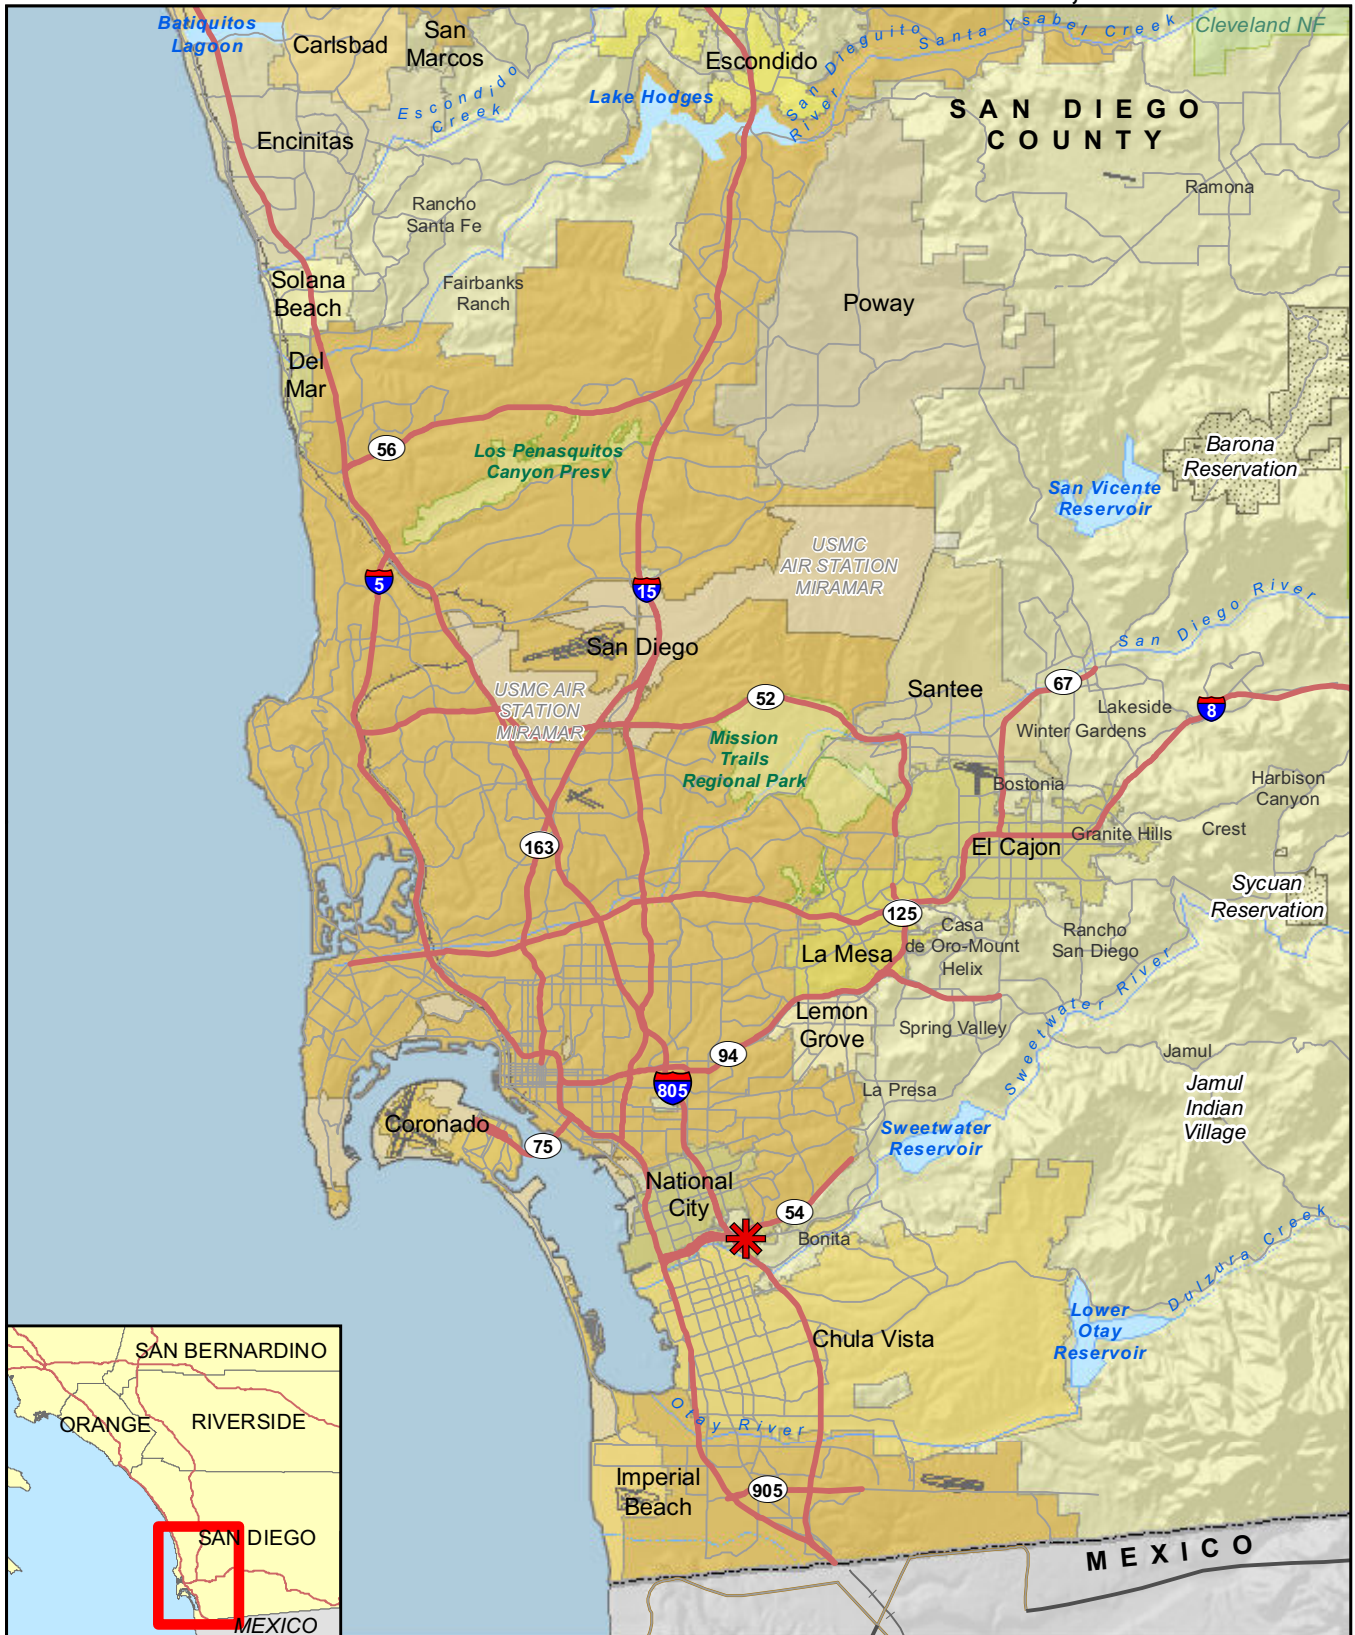 Batiquitos
Lagoon
Carlsbad
San
Marcos
Escondido
Creek
Encinitas
Escondido
Lake Hodges
San Dieguito
River
Santa Ysabel Creek
Cleveland NF
SAN DIEGO
COUNTY
Ramona
Rancho
Santa Fe
Solana
Beach
Fairbanks
Ranch
Poway
Del
Mar
56
Los Penasquitos
Canyon Presv
Barona
Reservation
San Vicente
Reservoir
USMC
AIR STATION
MIRAMAR
5
15
San Diego River
San Diego
USMC AIR
STATION
MIRAMAR
52
Santee
67
Lakeside
8
Winter Gardens
Mission
Trails
Regional Park
Bostonia
Harbison
Canyon
163
El Cajon
Granite Hills
Crest
Sycuan
Reservation
125
Casa
de Oro-Mount
Helix
Rancho
San Diego
La Mesa
Sweetwater River
Lemon
Grove
Spring Valley
94
Jamul
805
La Presa
Jamul
Indian
Village
Coronado
75
Sweetwater
Reservoir
National
City
54
Bonita
Dulzura Creek
Lower
Otay
Reservoir
Chula Vista
Otay River
Imperial
Beach
905
MEXICO
SAN BERNARDINO
ORANGE
RIVERSIDE
SAN DIEGO
MEXICO